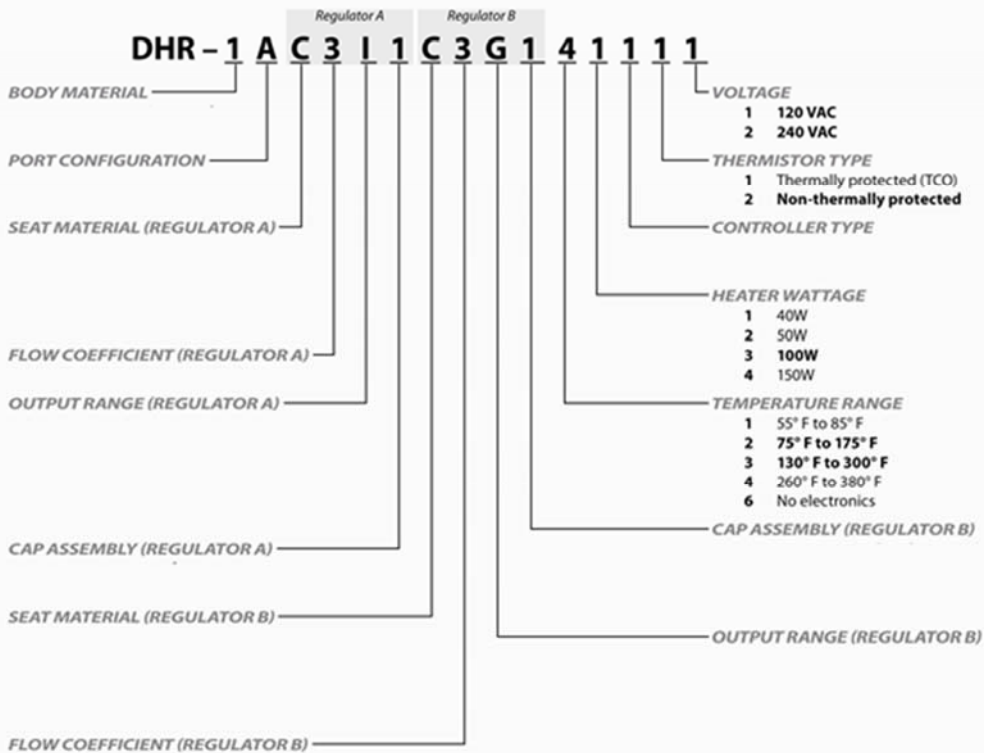 Regulator A
Regulator B
DHR – 1 A C 3 I 1 C 3 G 1 4 1 1 1 1
BODY MATERIAL
PORT CONFIGURATION
SEAT MATERIAL (REGULATOR A)
FLOW COEFFICIENT (REGULATOR A)
OUTPUT RANGE (REGULATOR A)
CAP ASSEMBLY (REGULATOR A)
SEAT MATERIAL (REGULATOR B)
FLOW COEFFICIENT (REGULATOR B)
VOLTAGE
1 120 VAC
2 240 VAC
THERMISTOR TYPE
1 Thermally protected (TCO)
2 Non-thermally protected
CONTROLLER TYPE
HEATER WATTAGE
1 40W
2 50W
3 100W
4 150W
TEMPERATURE RANGE
1 55° F to 85° F
2 75° F to 175° F
3 130° F to 300° F
4 260° F to 380° F
6 No electronics
CAP ASSEMBLY (REGULATOR B)
OUTPUT RANGE (REGULATOR B)